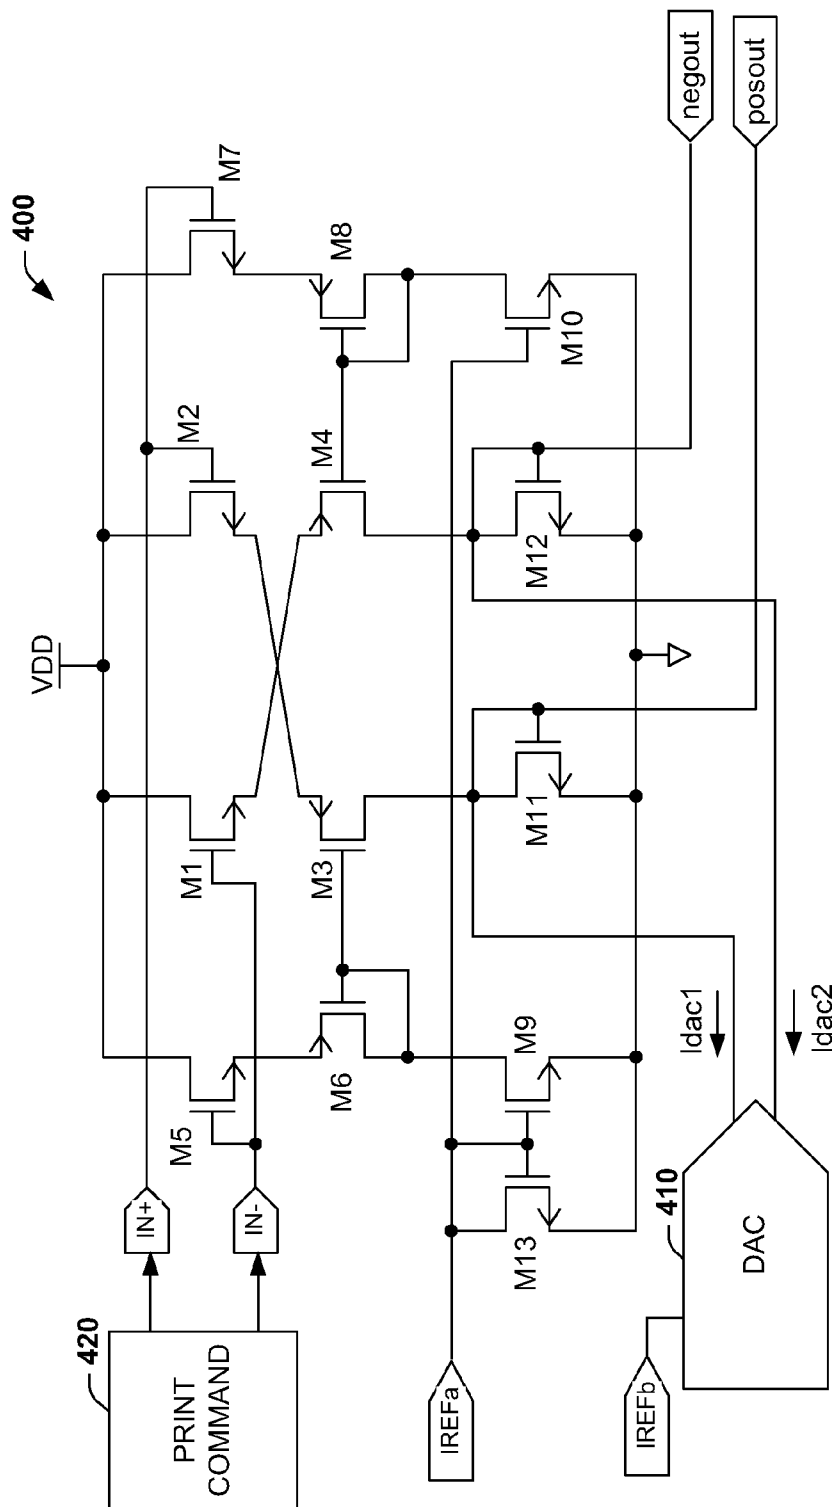 400
VDD
M7
M2
M1
M5
M8
M4
M3
M6
M10
M12
M11
M9
M13
IN+
IN-
420
PRINT
COMMAND
IREFa
IREFb
410
DAC
Idac1
Idac2
negout
posout